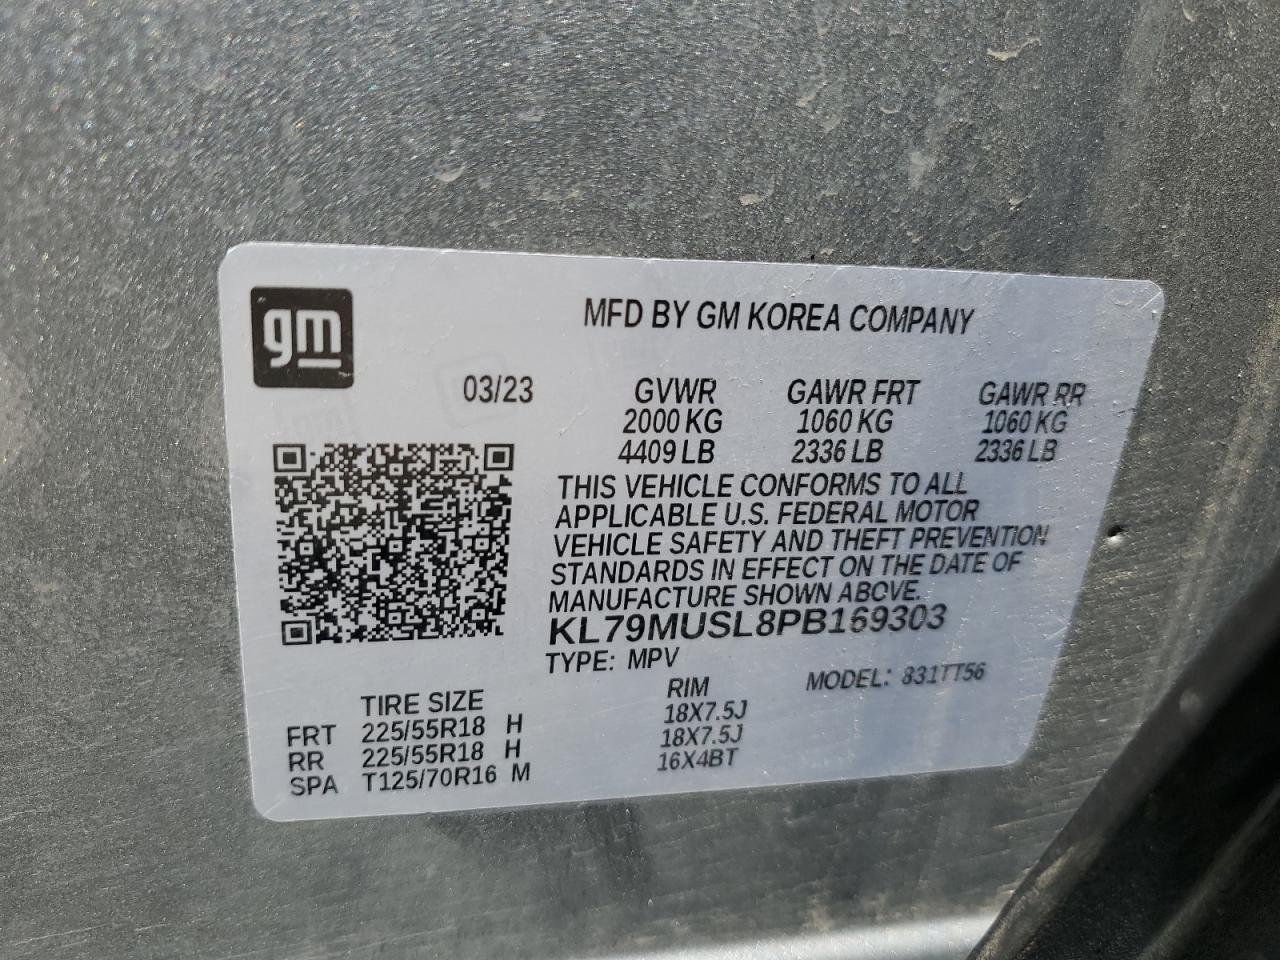 gm
MFD BY GM KOREA COMPANY
03/23
GVWR GAWR FRT GAWR RR
2000 KG 1060 KG 1060 KG
4409 LB 2336 LB 2336 LB
THIS VEHICLE CONFORMS TO ALL
APPLICABLE U.S. FEDERAL MOTOR
VEHICLE SAFETY AND THEFT PREVENTION
STANDARDS IN EFFECT ON THE DATE OF
MANUFACTURE SHOWN ABOVE.
KL79MUSL8PB169303
TYPE: MPV MODEL: 831TT56
TIRE SIZE RIM
FRT 225/55R18 H 18X7.5J
RR 225/55R18 H 18X7.5J
SPA T125/70R16 M 16X4BT